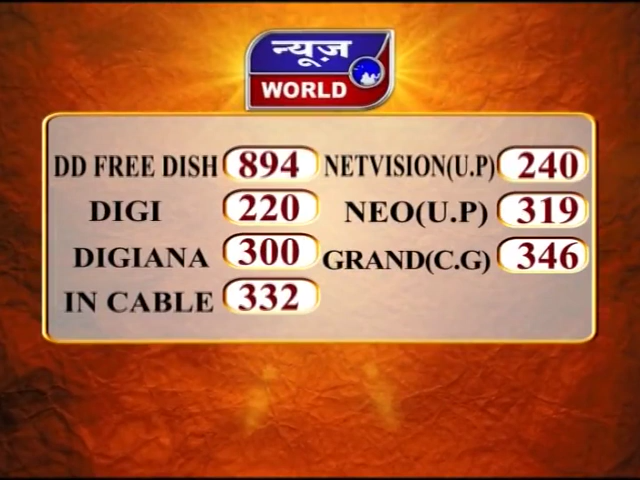 न्यूज़
WORLD
DD FREE DISH 894 NETVISION(U.P) 240
DIGI 220 NEO(U.P) 319
DIGIANA 300 GRAND(C.G) 346
IN CABLE 332